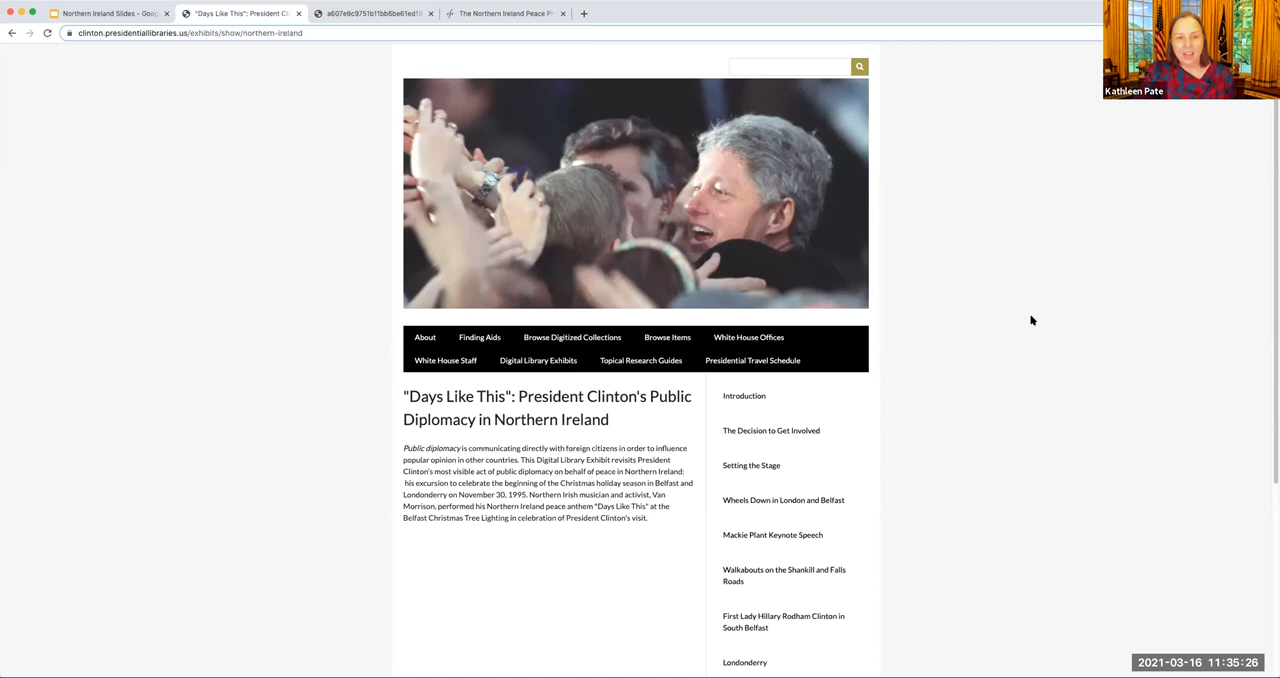 Northern Ireland Slides - Goog
"Days Like This": President Cli
a607e9c9751b11bb6be61ed1
The Northern Ireland Peace Pr
clinton.presidentiallibraries.us/exhibits/show/northern-ireland
Kathleen Pate
About Finding Aids Browse Digitized Collections Browse Items White House Offices
White House Staff Digital Library Exhibits Topical Research Guides Presidential Travel Schedule
"Days Like This": President Clinton's Public
Diplomacy in Northern Ireland
Public diplomacy is communicating directly with foreign citizens in order to influence
popular opinion in other countries. This Digital Library Exhibit revisits President
Clinton's most visible act of public diplomacy on behalf of peace in Northern Ireland:
his excursion to celebrate the beginning of the Christmas holiday season in Belfast and
Londonderry on November 30, 1995. Northern Irish musician and activist, Van
Morrison, performed his Northern Ireland peace anthem "Days Like This" at the
Belfast Christmas Tree Lighting in celebration of President Clinton's visit.
Introduction
The Decision to Get Involved
Setting the Stage
Wheels Down in London and Belfast
Mackie Plant Keynote Speech
Walkabouts on the Shankill and Falls
Roads
First Lady Hillary Rodham Clinton in
South Belfast
Londonderry
2021-03-16 11:35:26